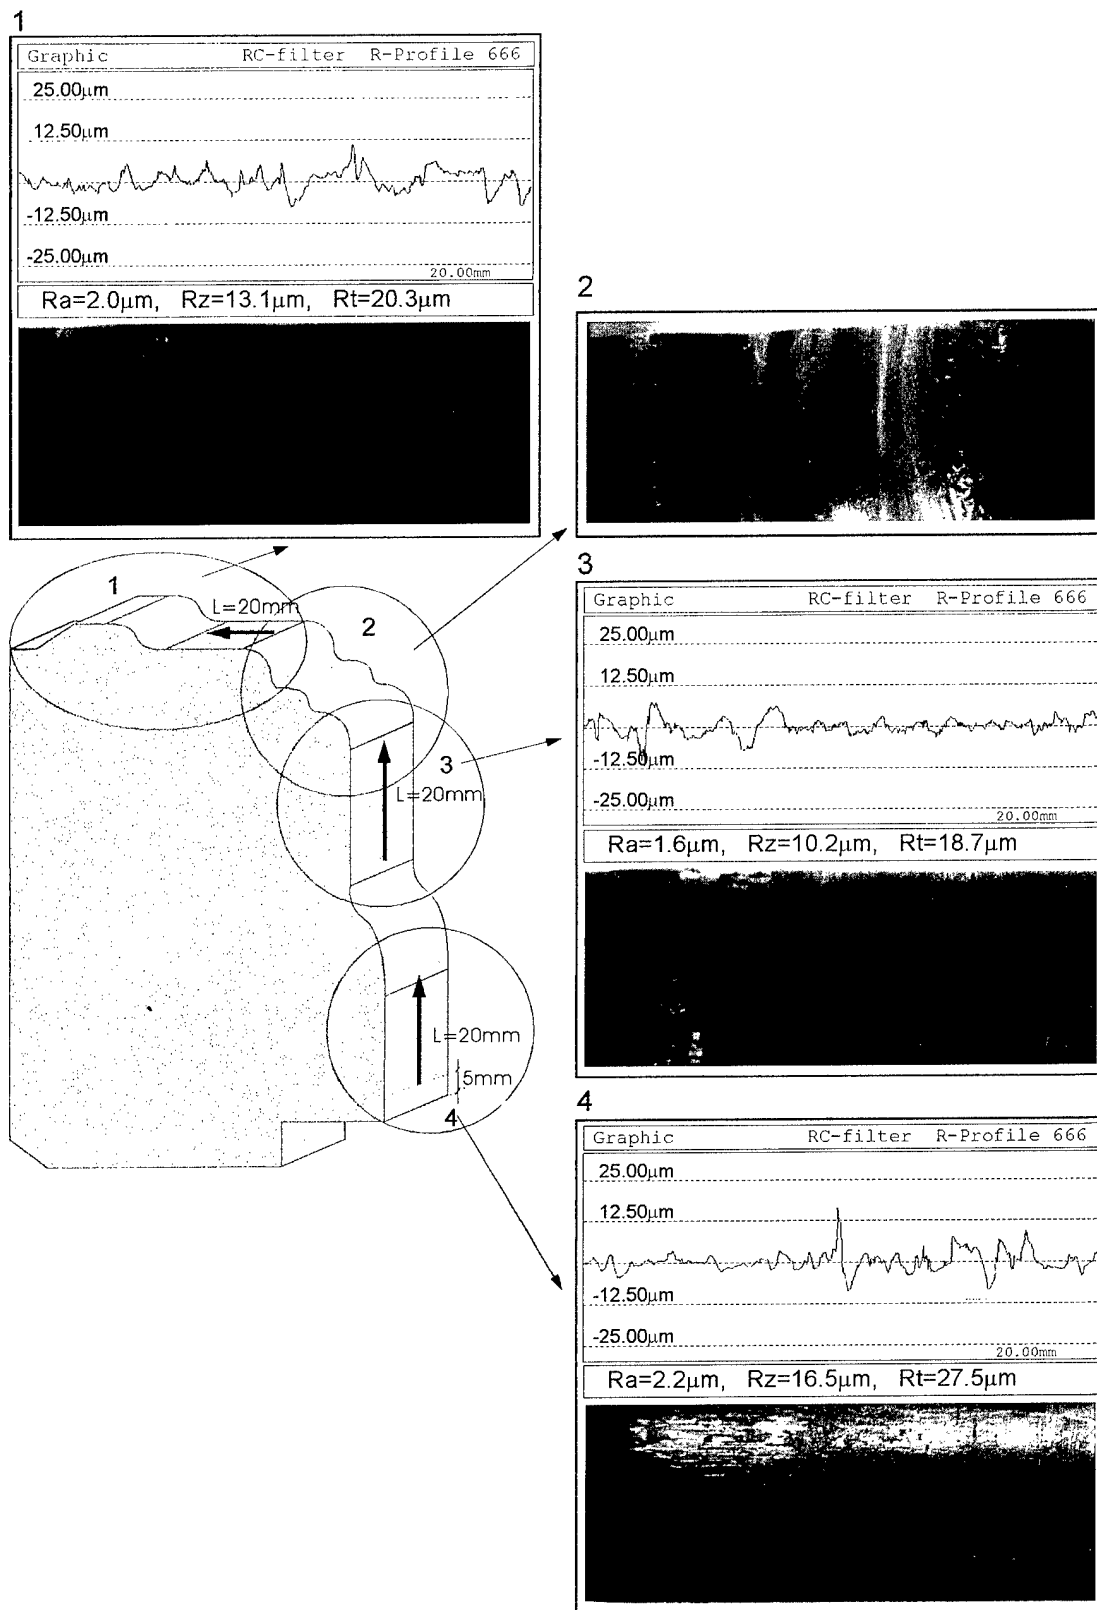 1
Graphic RC-filter R-Profile 666
25.00µm
12.50µm
-12.50µm
-25.00µm
20.00mm
Ra=2.0µm, Rz=13.1µm, Rt=20.3µm
2
3
Graphic RC-filter R-Profile 666
25.00µm
12.50µm
-12.50µm
-25.00µm
20.00mm
Ra=1.6µm, Rz=10.2µm, Rt=18.7µm
1
L=20mm
2
3
L=20mm
L=20mm
5mm
4
4
Graphic RC-filter R-Profile 666
25.00µm
12.50µm
-12.50µm
-25.00µm
20.00mm
Ra=2.2µm, Rz=16.5µm, Rt=27.5µm